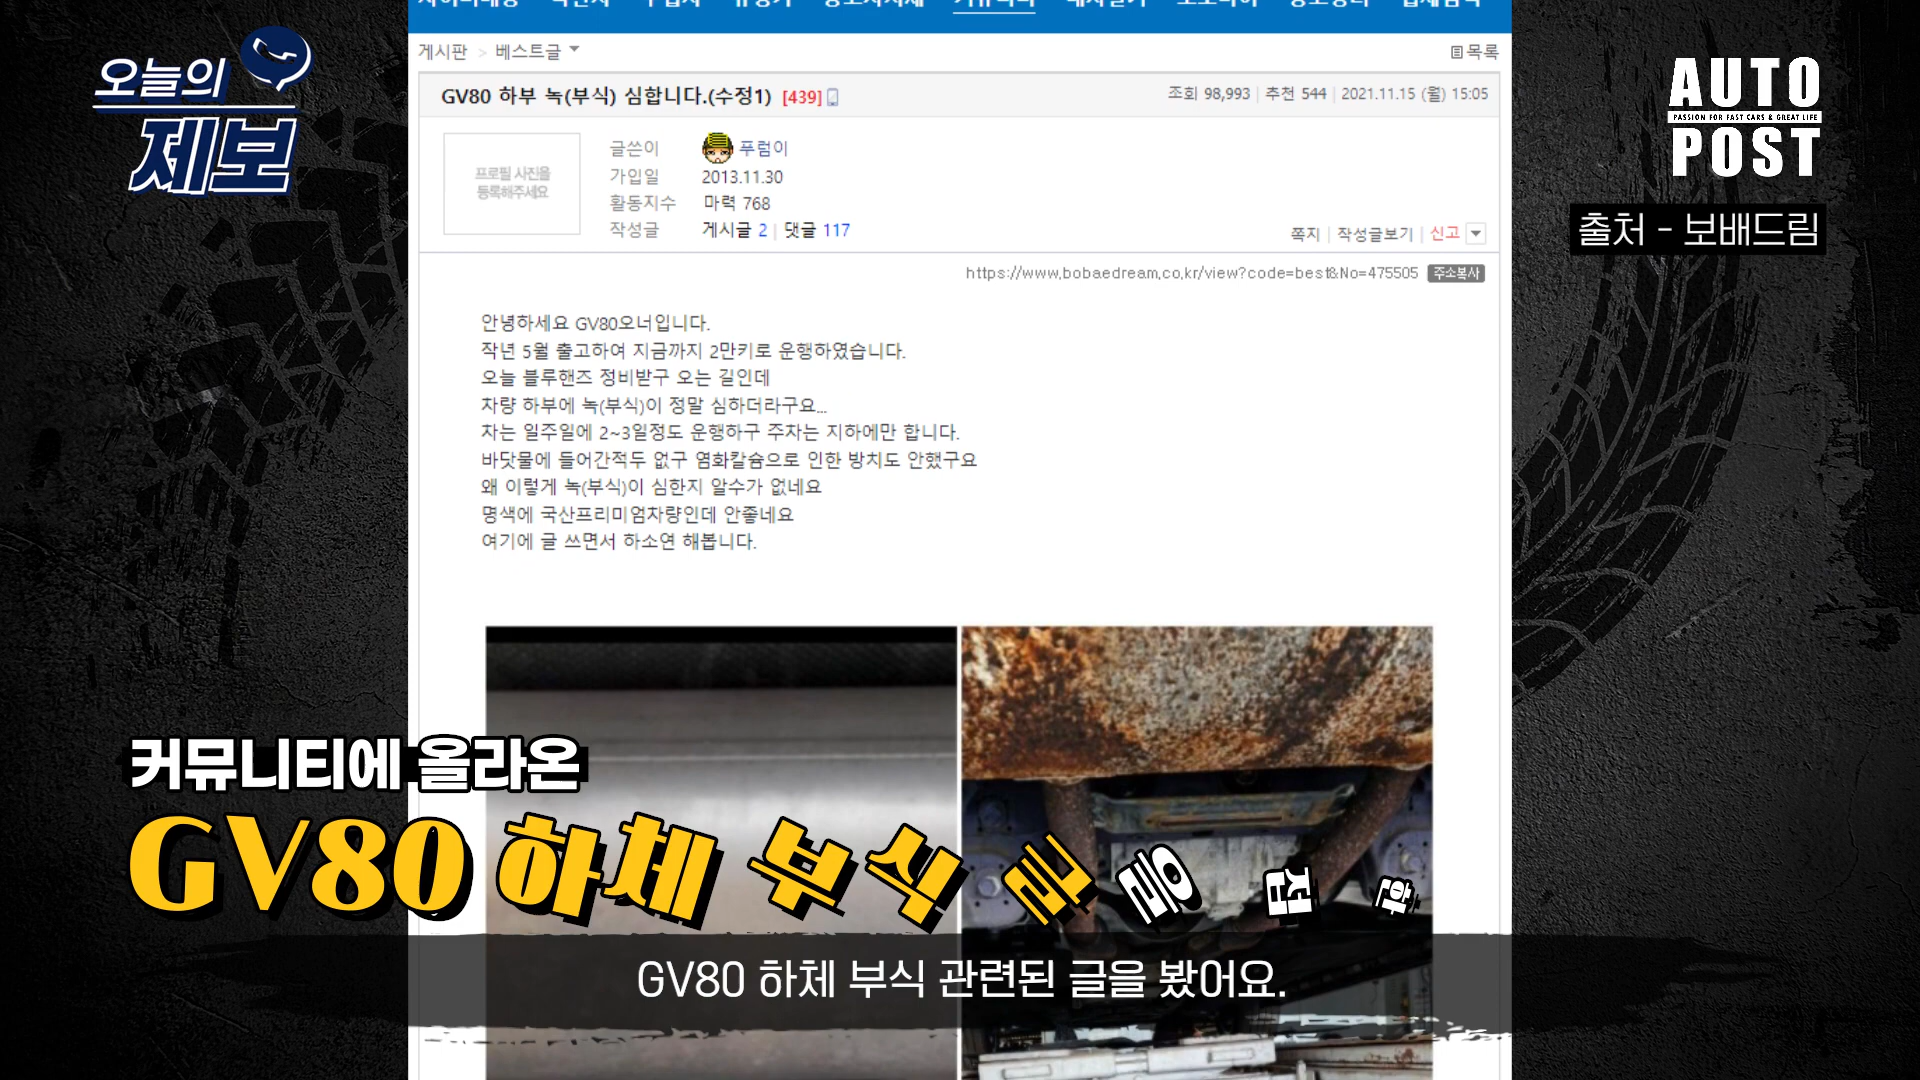 오늘의
제보
게시판 > 베스트글
목록
GV80 하부 녹(부식) 심합니다.(수정1) [439]
조회 98,993 | 추천 544 | 2021.11.15 (월) 15:05
프로필 사진을
등록해주세요
글쓴이 푸럼이
가입일 2013.11.30
활동지수 마력 768
작성글 게시글 2 | 댓글 117
쪽지 | 작성글보기 | 신고
https://www.bobaedream.co.kr/view?code=best&No=475505 주소복사
AUTO
PASSION FOR FAST CARS & GREAT LIFE
POST
출처 - 보배드림
안녕하세요 GV80오너입니다.
작년 5월 출고하여 지금까지 2만키로 운행하였습니다.
오늘 블루핸즈 정비받구 오는 길인데
차량 하부에 녹(부식)이 정말 심하더라구요...
차는 일주일에 2~3일정도 운행하구 주차는 지하에만 합니다.
바닷물에 들어간적두 없구 염화칼슘으로 인한 방치도 안했구요
왜 이렇게 녹(부식)이 심한지 알수가 없네요
명색에 국산프리미엄차량인데 안좋네요
여기에 글 쓰면서 하소연 해봅니다.
커뮤니티에 올라온
GV80 하체 부식 글을 접한
GV80 하체 부식 관련된 글을 봤어요.